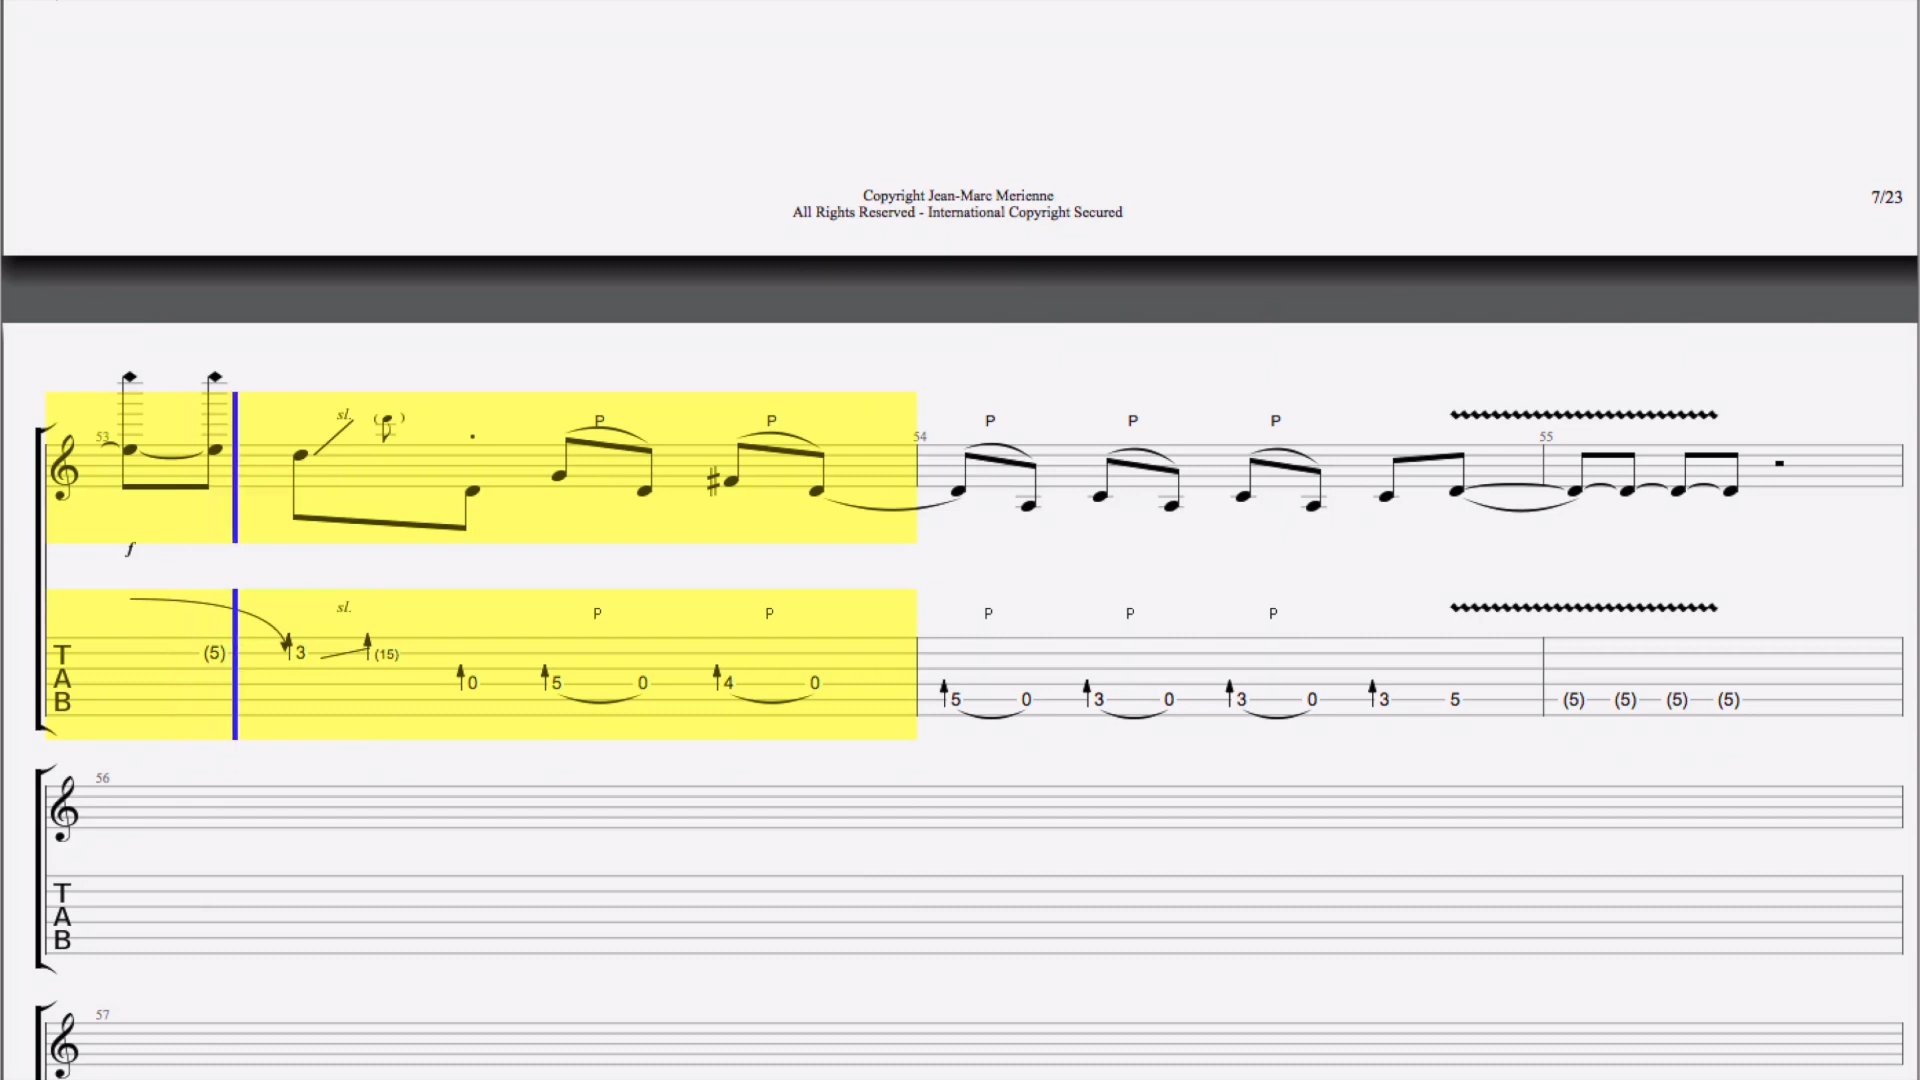 Copyright Jean-Marc Merienne
7/23
All Rights Reserved - International Copyright Secured
sl. ( ) P P P P P
53 54 55
f
sl. P P P P P
T (5) 3 (15)
A 0 5 0 4 0
B 5 0 3 0 3 0 3 5 (5) (5) (5) (5)
56
T
A
B
57